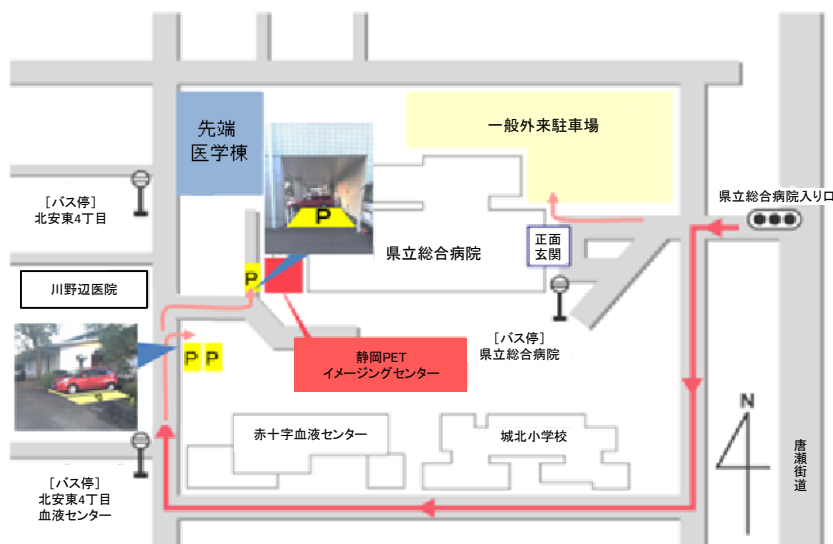 先端
医学棟
一般外来駐車場
[バス停]
北安東4丁目
P
県立総合病院入り口
正面
玄関
県立総合病院
川野辺医院
P
[バス停]
県立総合病院
静岡PET
イメージングセンター
P P
N
赤十字血液センター
城北小学校
唐瀬街道
[バス停]
北安東4丁目
血液センター